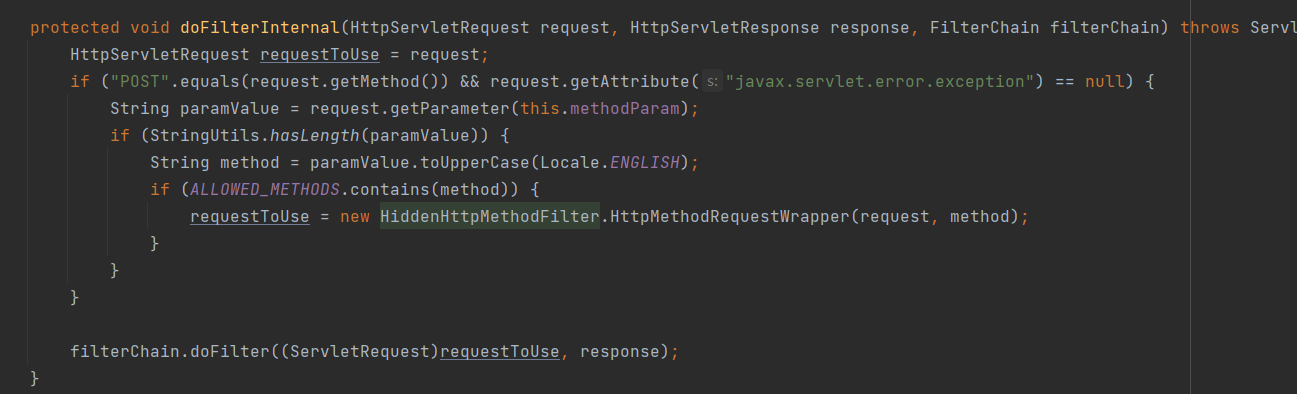 protected void doFilterInternal(HttpServletRequest request, HttpServletResponse response, FilterChain filterChain) throws Servl
HttpServletRequest requestToUse = request;
if ("POST".equals(request.getMethod()) && request.getAttribute( s: "javax.servlet.error.exception") == null) {
String paramValue = request.getParameter(this.methodParam);
if (StringUtils.hasLength(paramValue)) {
String method = paramValue.toUpperCase(Locale.ENGLISH);
if (ALLOWED_METHODS.contains(method)) {
requestToUse = new HiddenHttpMethodFilter.HttpMethodRequestWrapper(request, method);
}
}
}
filterChain.doFilter((ServletRequest)requestToUse, response);
}